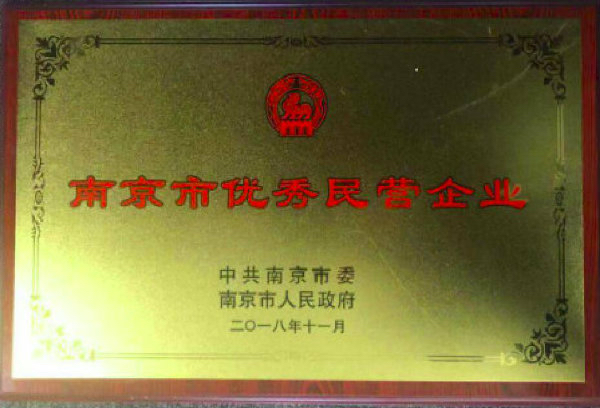 南京市优秀民营企业
中共南京市委
南京市人民政府
二〇一八年十一月